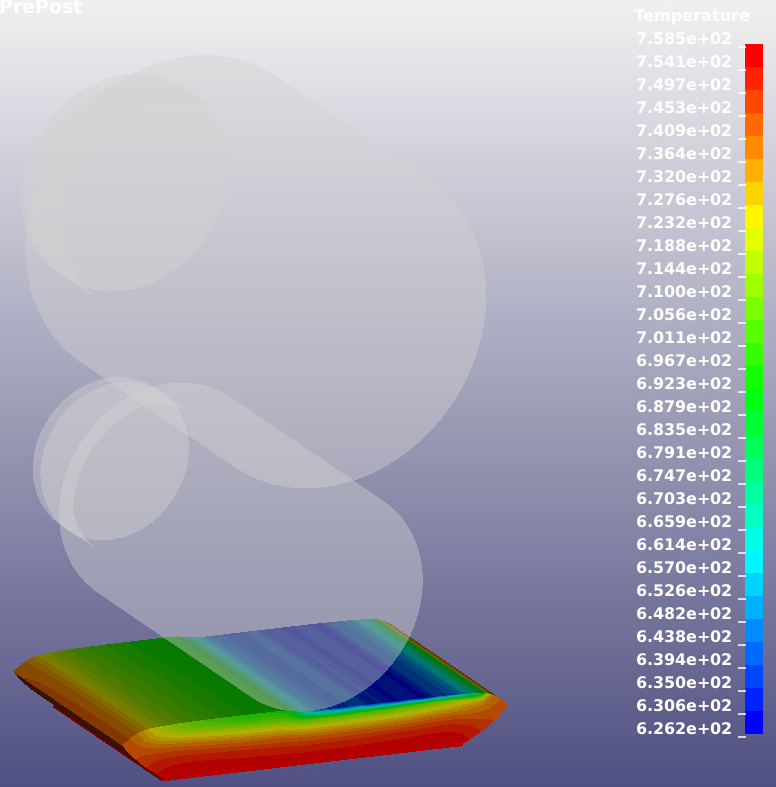 PrePost
Temperature
7.585e+02
7.541e+02
7.497e+02
7.453e+02
7.409e+02
7.364e+02
7.320e+02
7.276e+02
7.232e+02
7.188e+02
7.144e+02
7.100e+02
7.056e+02
7.011e+02
6.967e+02
6.923e+02
6.879e+02
6.835e+02
6.791e+02
6.747e+02
6.703e+02
6.659e+02
6.614e+02
6.570e+02
6.526e+02
6.482e+02
6.438e+02
6.394e+02
6.350e+02
6.306e+02
6.262e+02